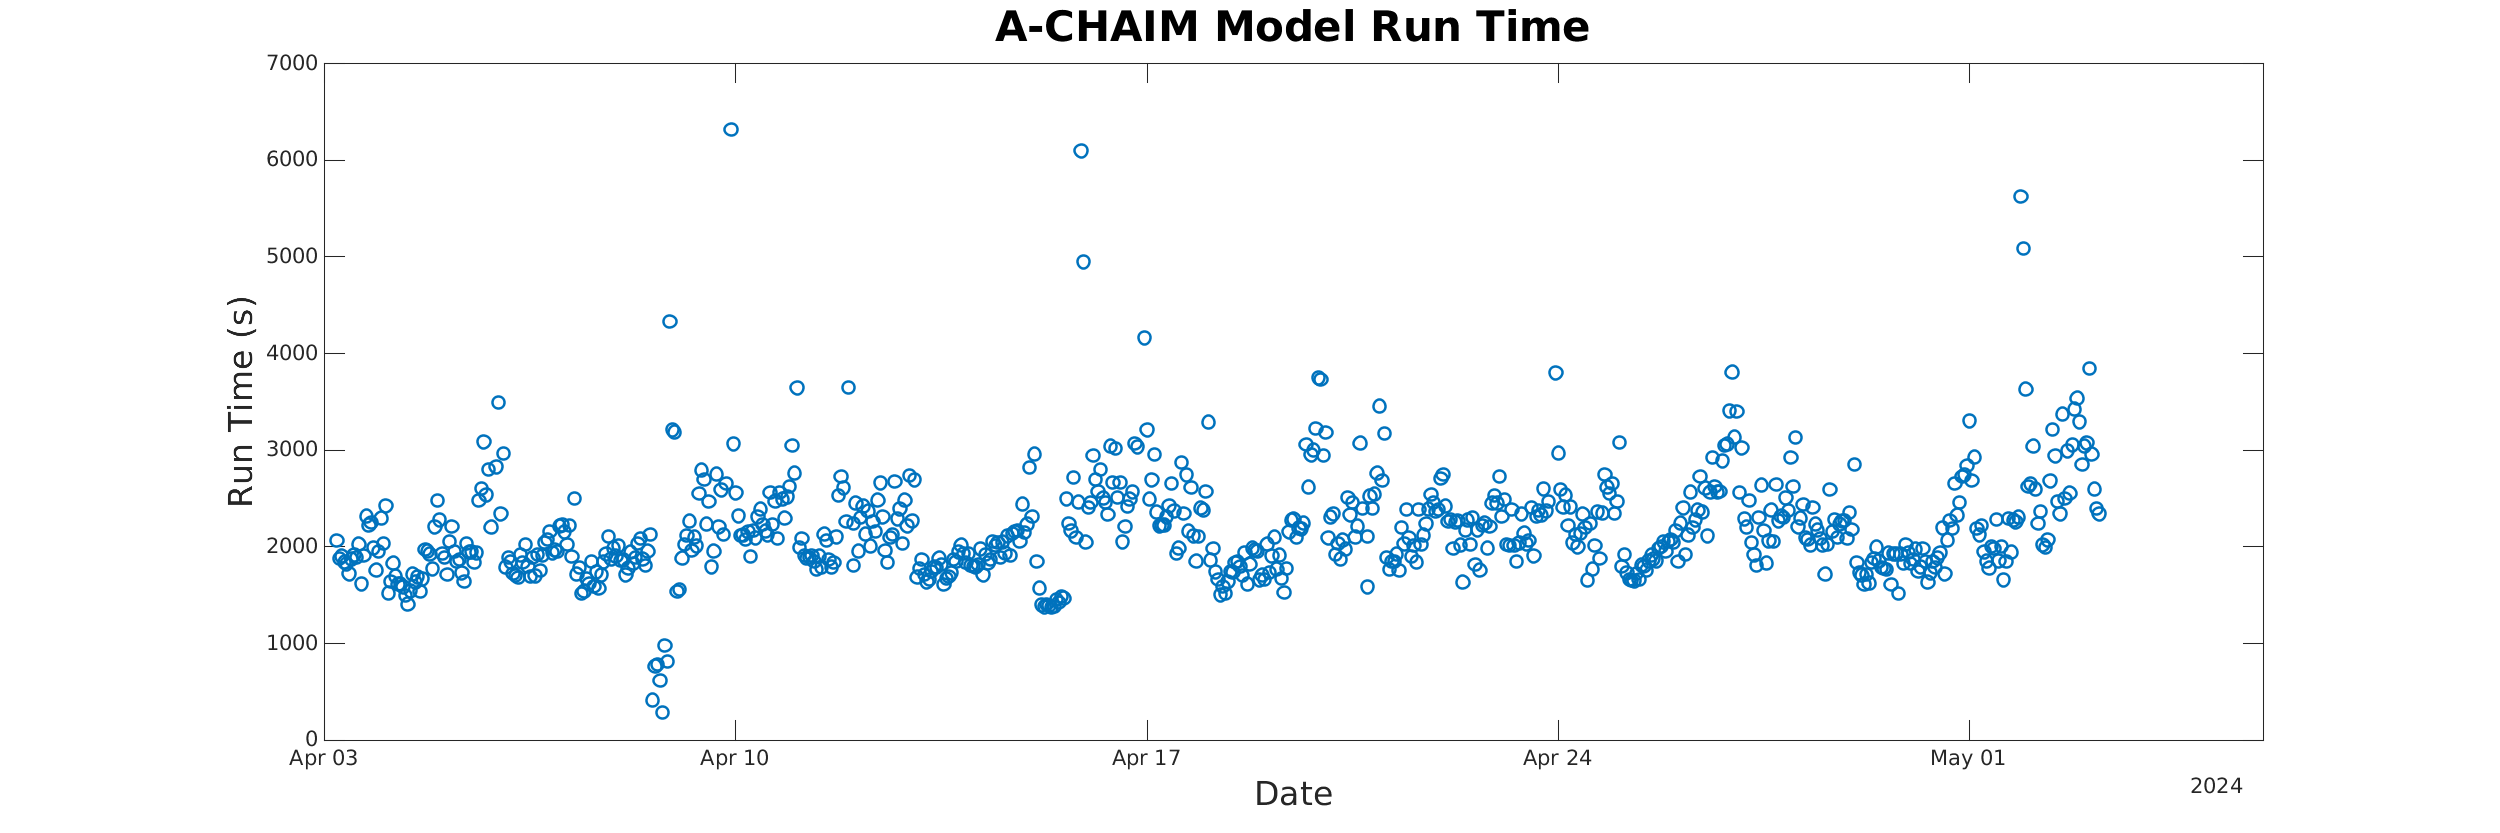 A-CHAIM Model Run Time
7000
6000
5000
4000
3000
2000
1000
0
Run Time (s)
Apr 03
Apr 10
Apr 17
Apr 24
May 01
2024
Date